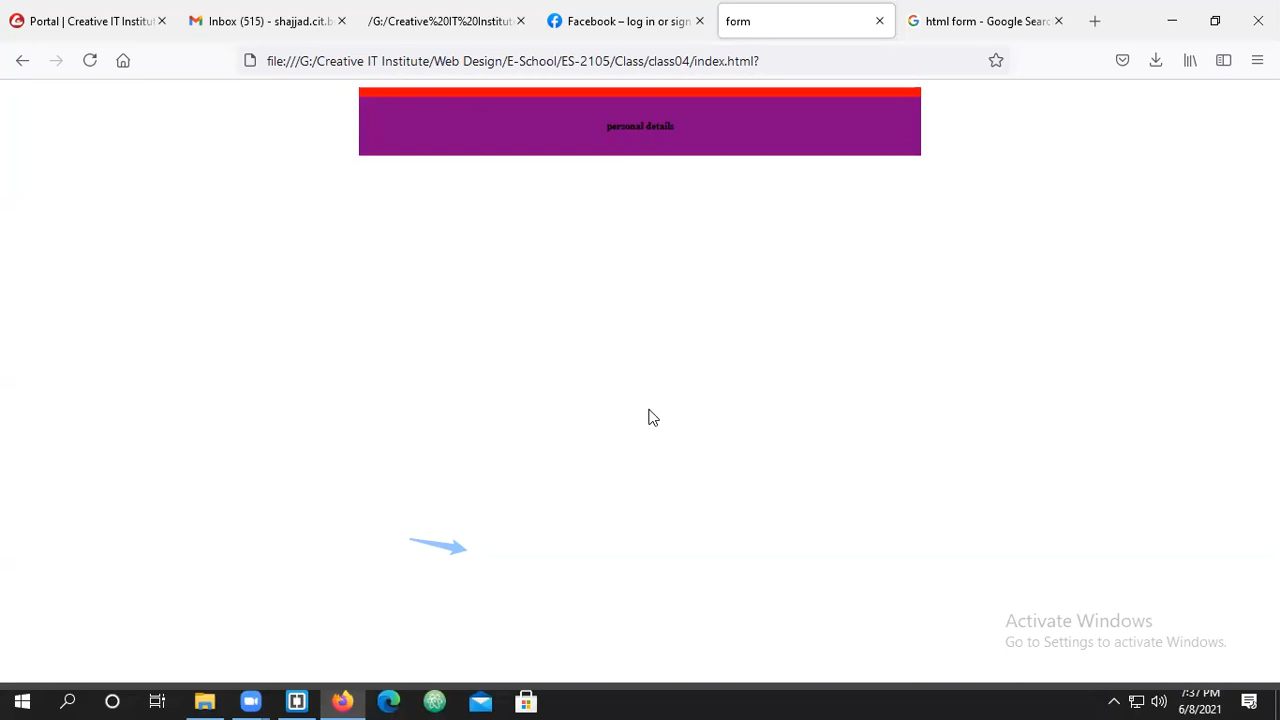 Portal | Creative IT Institut
Inbox (515) - shajjad.cit.b
/G:/Creative%20IT%20Institute
Facebook – log in or sign
form
html form - Google Searc
file:///G:/Creative IT Institute/Web Design/E-School/ES-2105/Class/class04/index.html?
personal details
Activate Windows
Go to Settings to activate Windows.
7:37 PM
6/8/2021